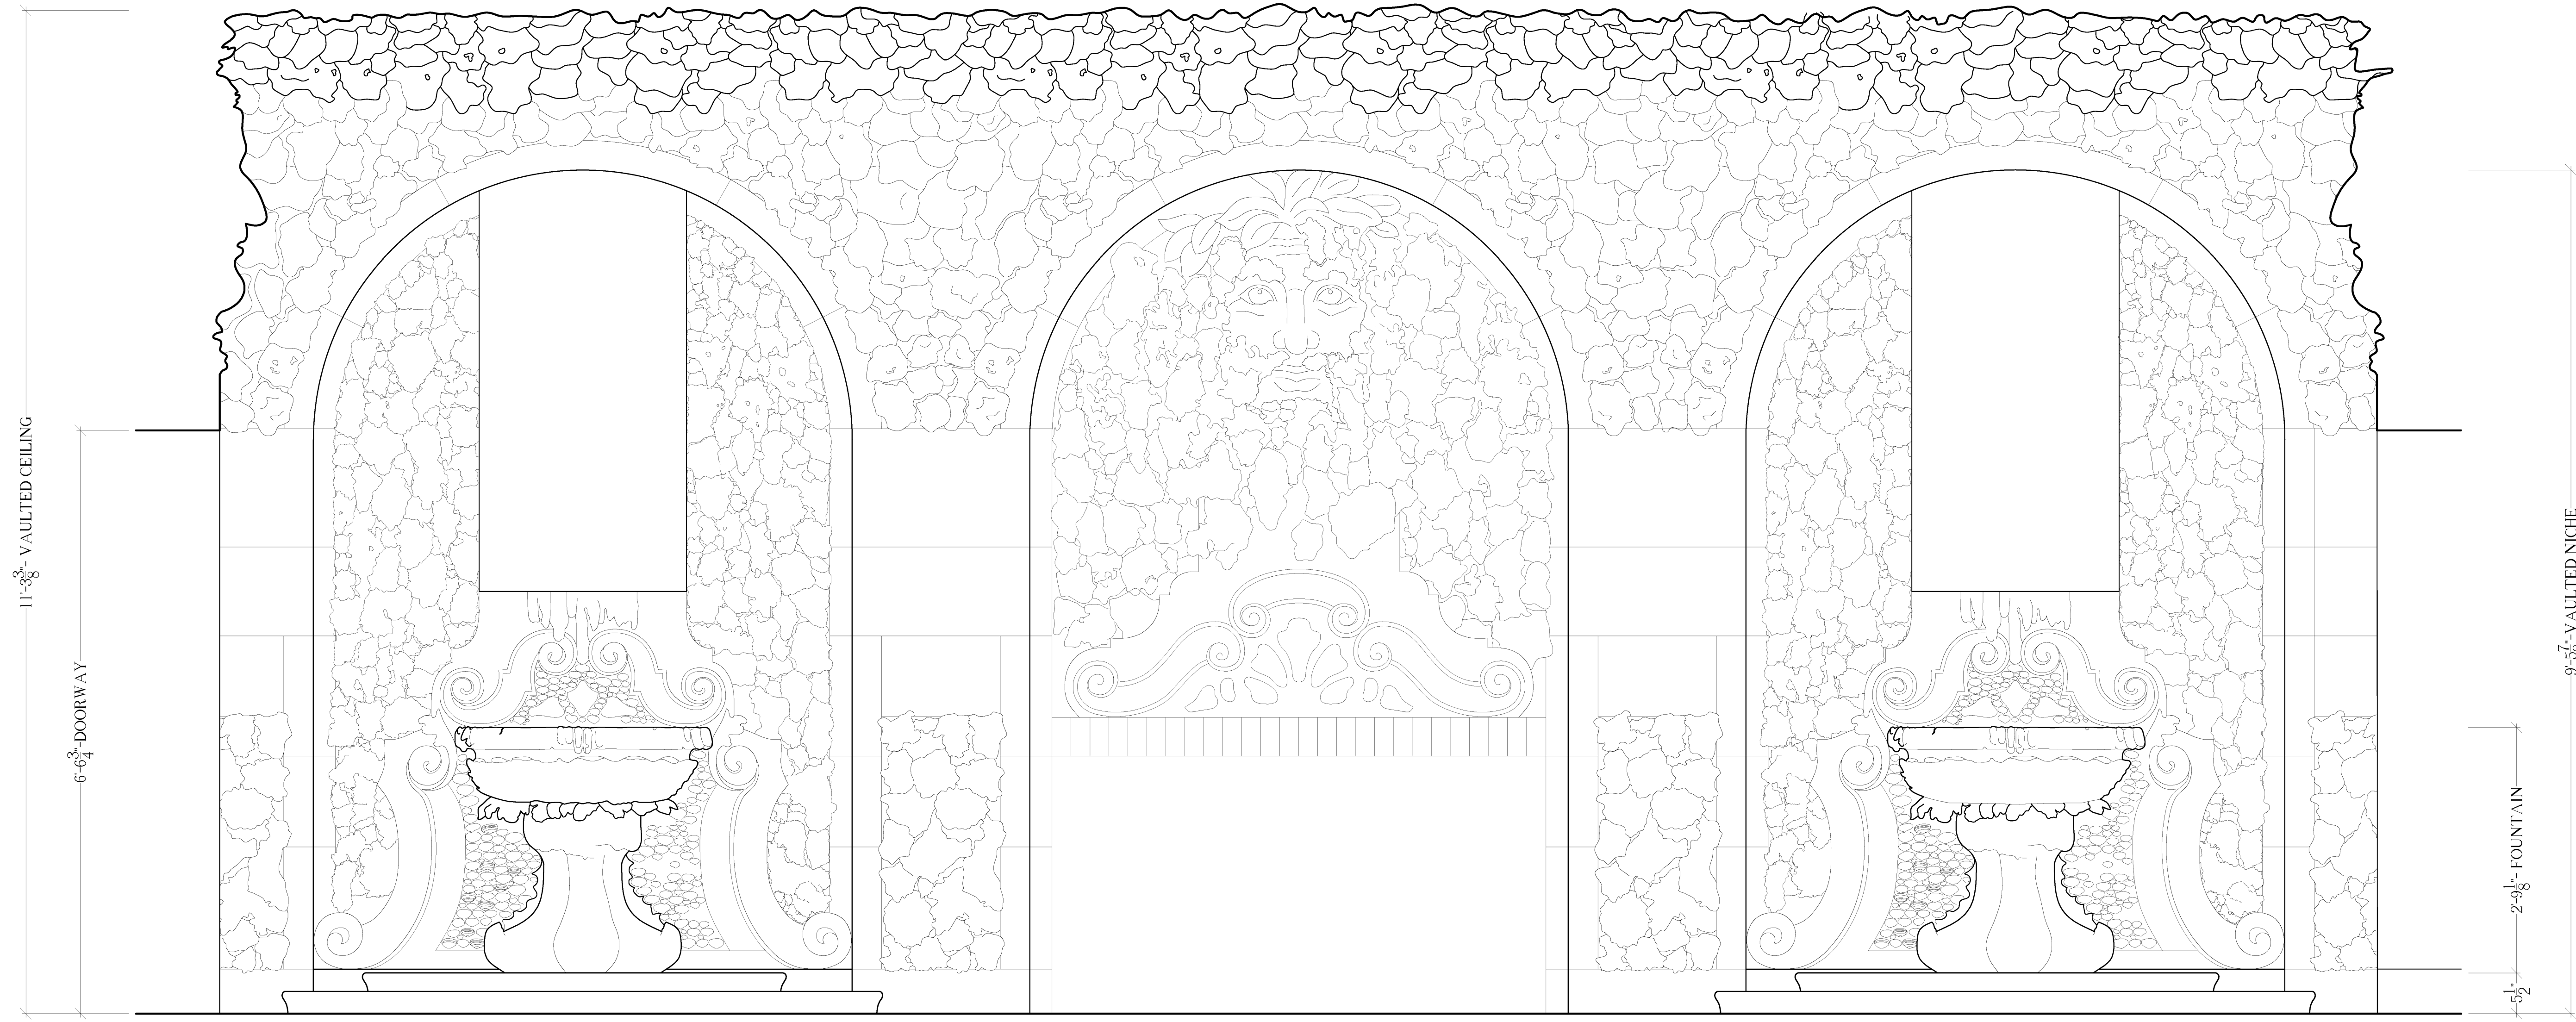 11'-3 3/8"- VAULTED CEILING
6'-6 3/4"-DOORWAY
9'-5 7/8"-VAULTED NICHE
2'-9 1/8"- FOUNTAIN
5 1/2"